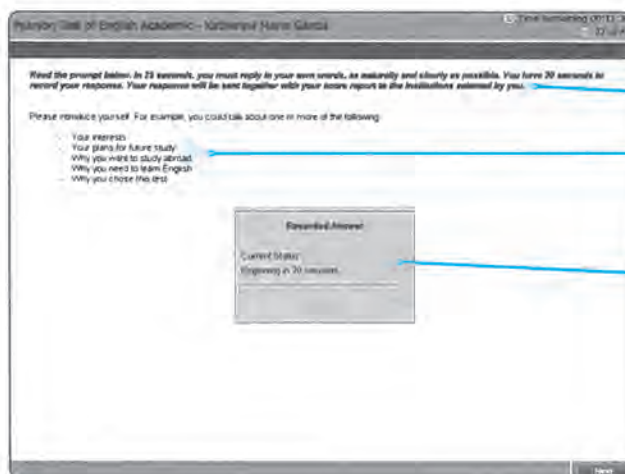 Pearson Test of English Academic -
Time remaining
Read the prompt below. In 25 seconds, you must reply in your own words, as naturally and clearly as possible. You have 30 seconds to
record your response. Your response will be sent together with your score report to the institutions selected by you.
Please introduce yourself. For example, you could talk about one or more of the following:
- Your interests
- Your plans for future study
- Why you want to study abroad
- Why you need to learn English
- Why you chose this test
Recorded Answer
Current Status:
Beginning in 20 seconds.
Next